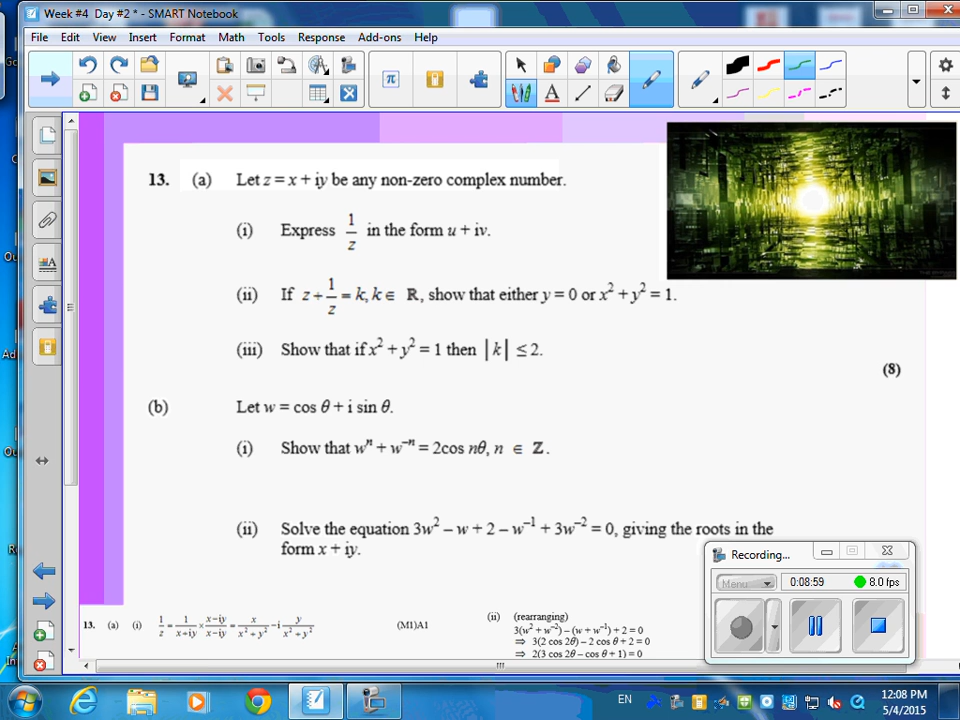 Week #4 Day #2 * - SMART Notebook
File Edit View Insert Format Math Tools Response Add-ons Help
13. (a) Let z = x + iy be any non-zero complex number.
(i) Express 1/z in the form u + iv.
(ii) If z + 1/z = k, k ∈ ℝ, show that either y = 0 or x² + y² = 1.
(iii) Show that if x² + y² = 1 then |k| ≤ 2.
(8)
(b) Let w = cos θ + i sin θ.
(i) Show that wⁿ + w⁻ⁿ = 2cos nθ, n ∈ ℤ.
(ii) Solve the equation 3w² – w + 2 – w⁻¹ + 3w⁻² = 0, giving the roots in the
form x + iy.
Recording...
Menu
0:08:59
8.0 fps
13. (a) (i) 1/z = 1/(x+iy) × (x−iy)/(x−iy) = x/(x²+y²) − i y/(x²+y²) (M1)A1
(ii) (rearranging)
3(w² + w⁻²) – (w + w⁻¹) + 2 = 0
⇒ 3(2 cos 2θ) – 2 cos θ + 2 = 0
⇒ 2(3 cos 2θ – cos θ + 1) = 0
EN
12:08 PM
5/4/2015